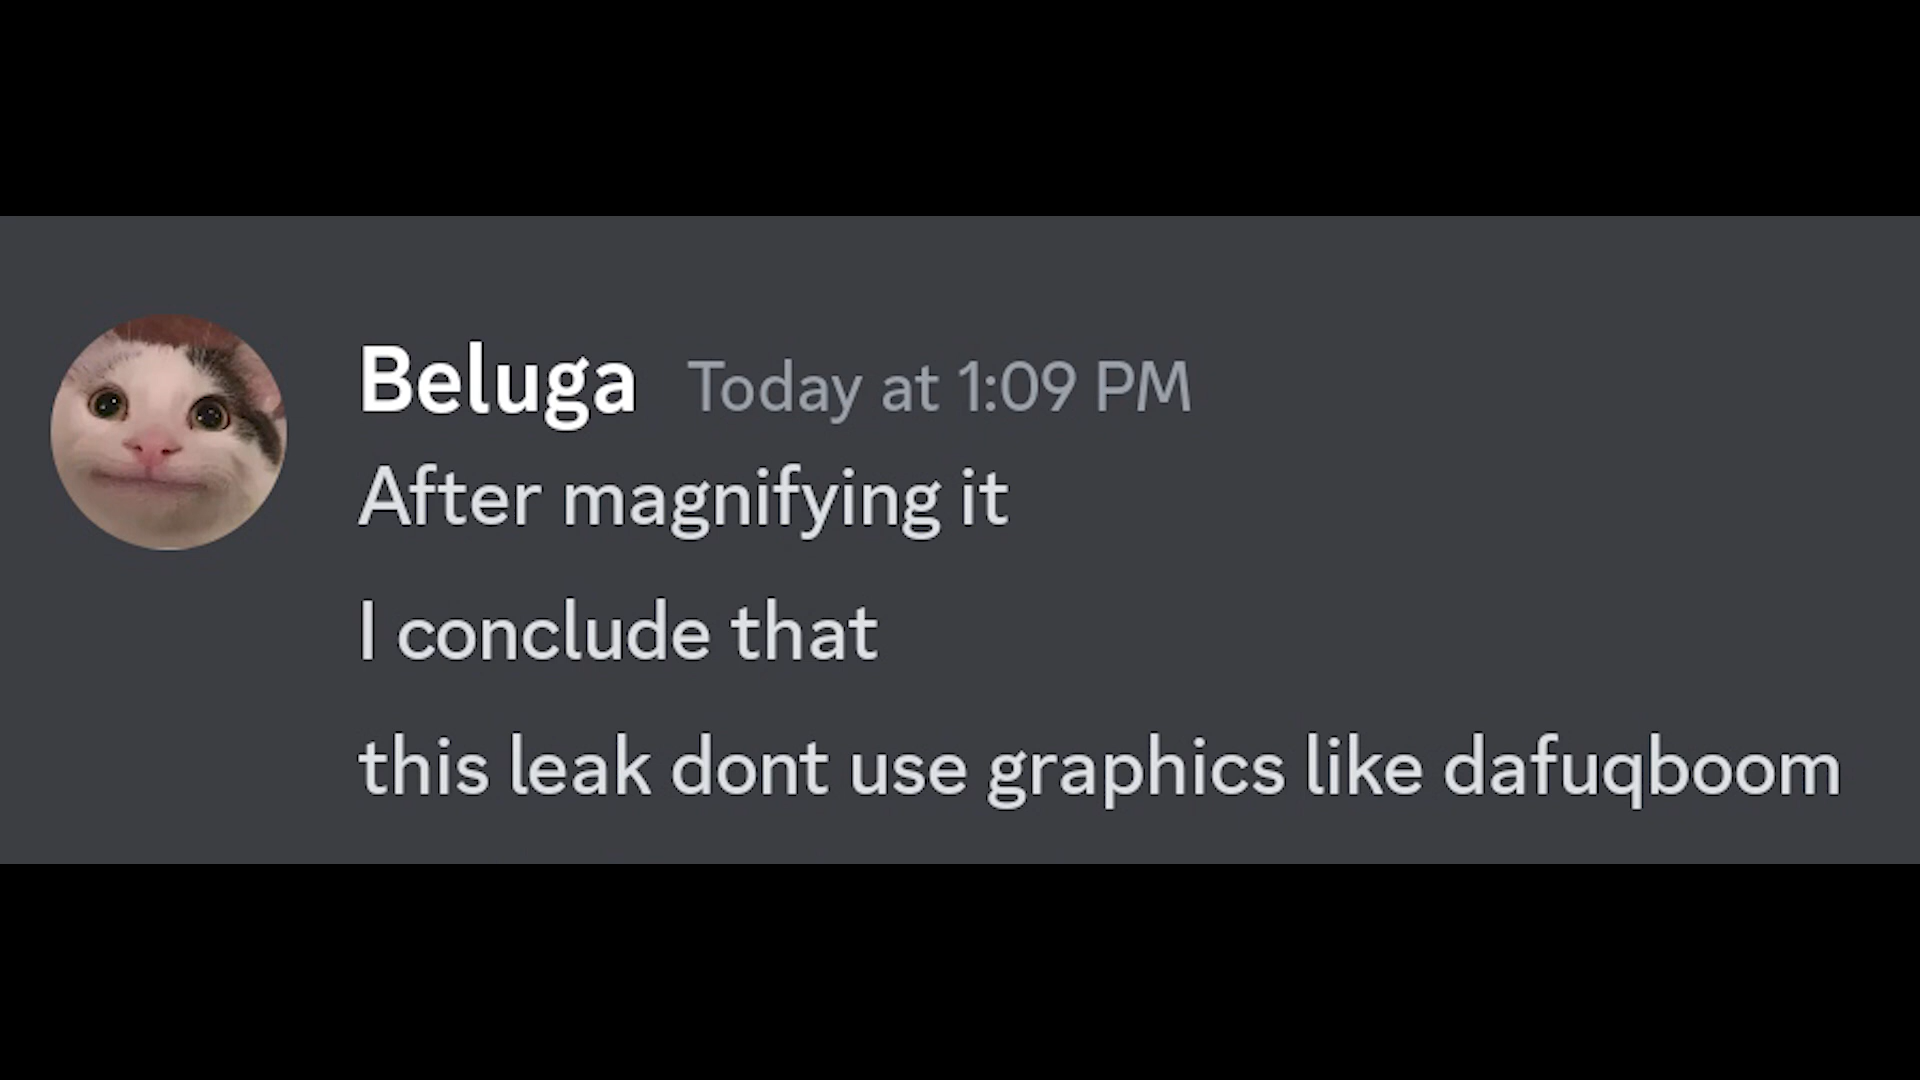 Beluga Today at 1:09 PM
After magnifying it
I conclude that
this leak dont use graphics like dafuqboom